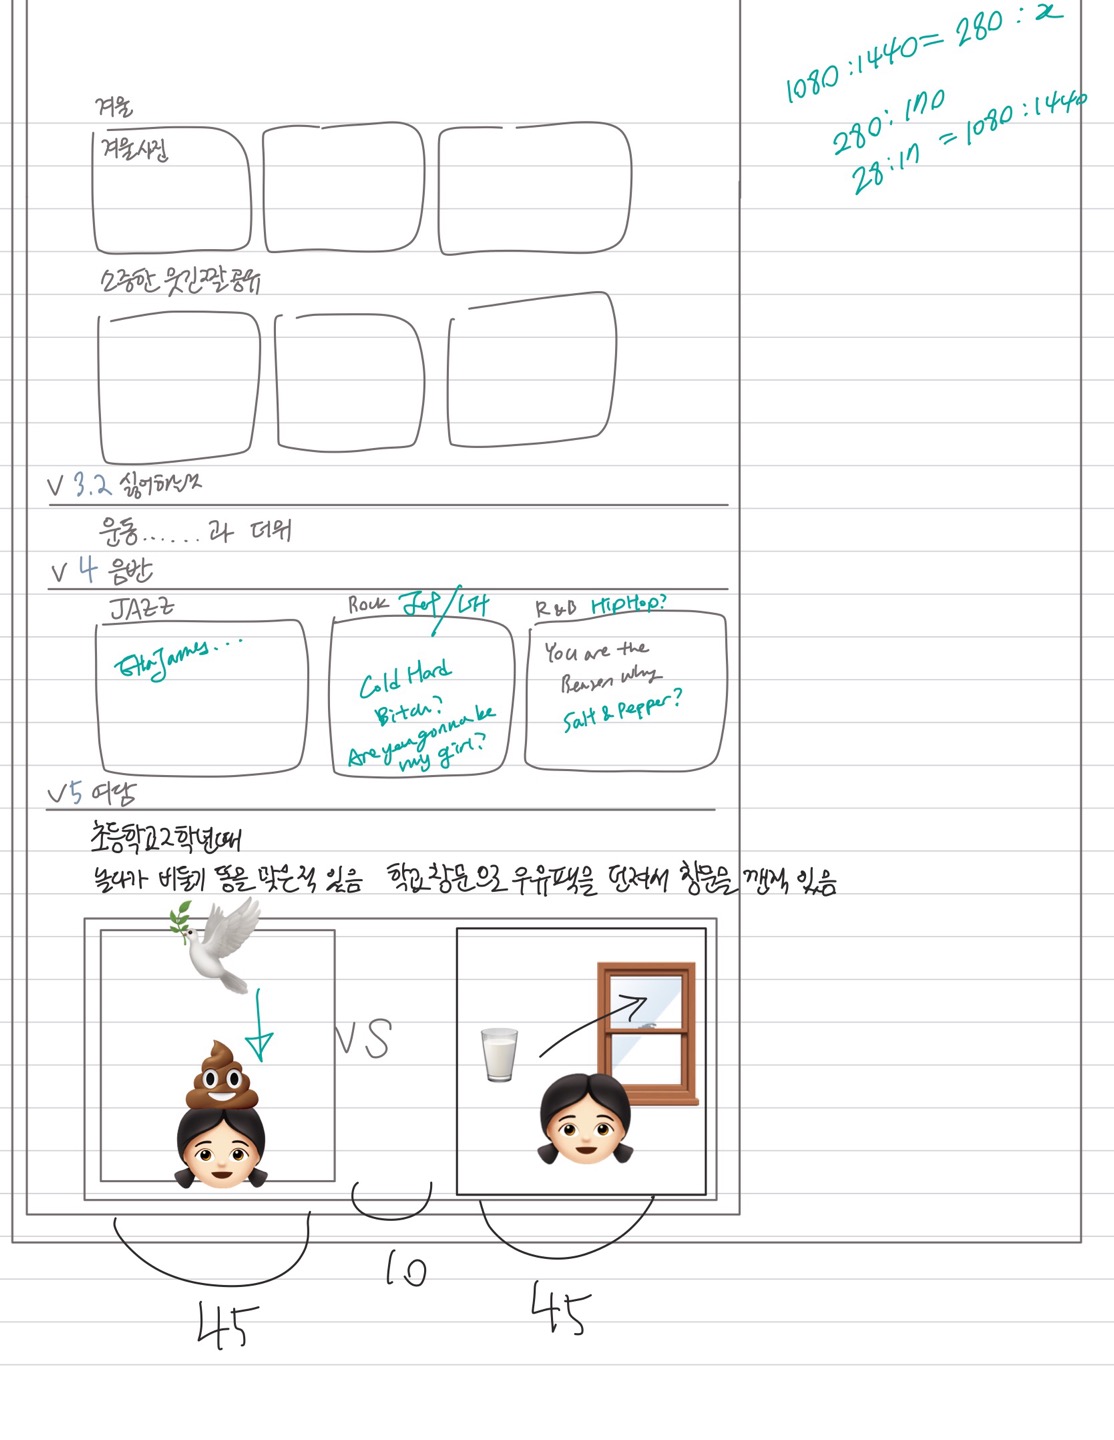 1080:1440 = 280:x
280:170
28:17 = 1080:1440
겨울
겨울사진
소중한 웃긴짤 공유
V 3.2 싫어하는것
운동......과 더위
V 4 음반
JAZZ
Rock Jet/너바
R&B HipHop?
Etta James...
Cold Hard
Bitch?
Are you gonna be
my girl?
You are the
Reason why
Salt & Pepper?
V5 여담
초등학교 2학년때
놀다가 비둘기 똥을 맞은적 있음 학교 창문으로 우유팩을 던져서 창문을 깬적 있음
VS
45
10
45